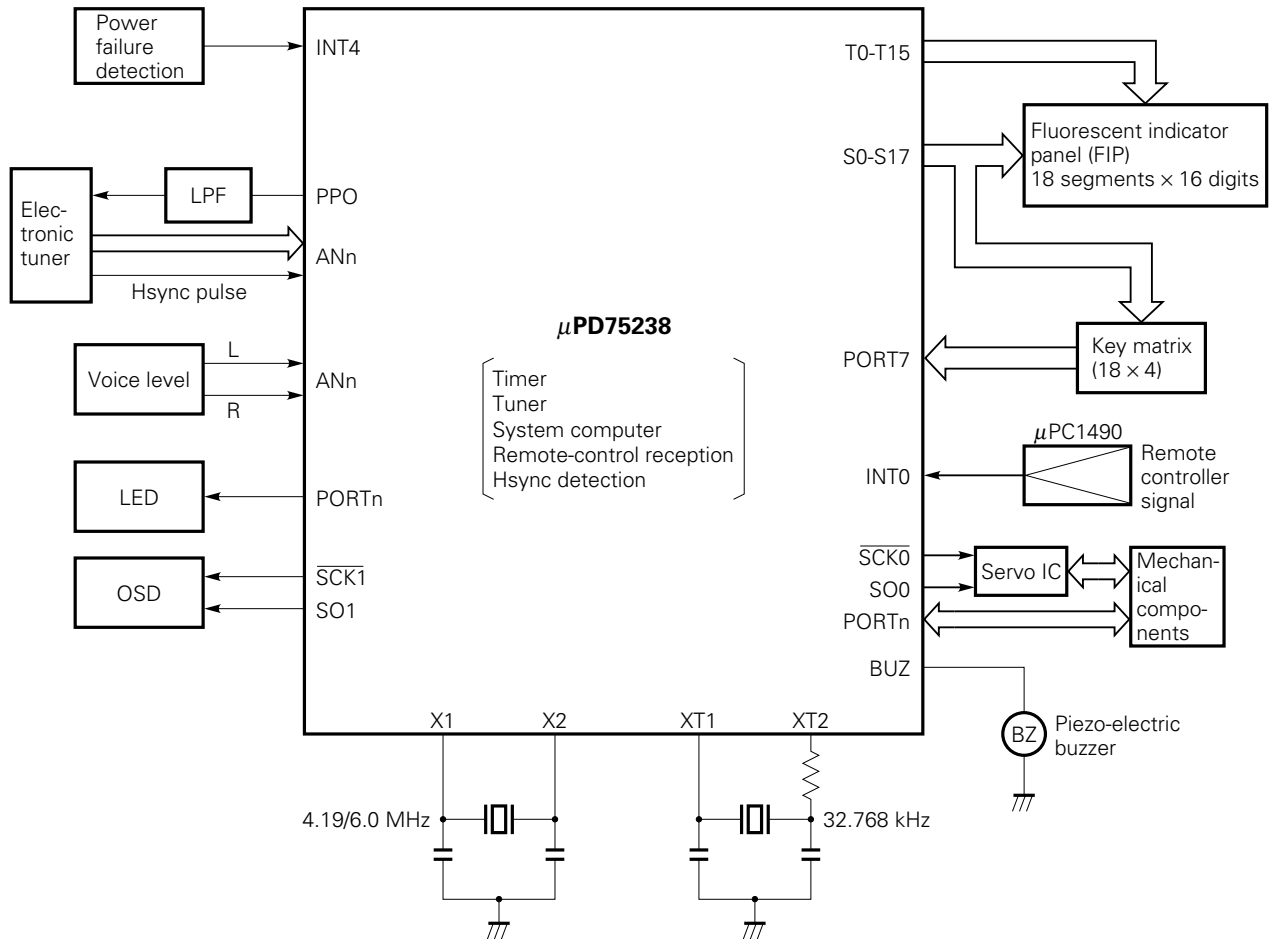 Power
failure
detection
INT4
Elec-
tronic
tuner
LPF
PPO
ANn
Hsync pulse
Voice level
L
R
ANn
LED
PORTn
OSD
SCK1
SO1
μPD75238
Timer
Tuner
System computer
Remote-control reception
Hsync detection
T0-T15
S0-S17
Fluorescent indicator
panel (FIP)
18 segments × 16 digits
PORT7
Key matrix
(18 × 4)
μPC1490
INT0
Remote
controller
signal
SCK0
SO0
PORTn
Servo IC
Mechan-
ical
compo-
nents
BUZ
BZ
Piezo-electric
buzzer
X1
X2
XT1
XT2
4.19/6.0 MHz
32.768 kHz